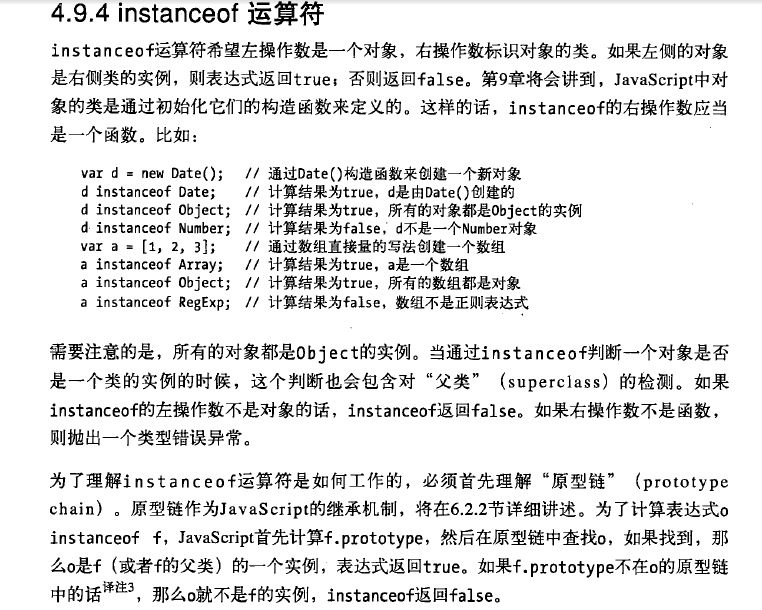 4.9.4 instanceof 运算符
instanceof运算符希望左操作数是一个对象，右操作数标识对象的类。如果左侧的对象
是右侧类的实例，则表达式返回true；否则返回false。第9章将会讲到，JavaScript中对
象的类是通过初始化它们的构造函数来定义的。这样的话，instanceof的右操作数应当
是一个函数。比如：
var d = new Date();   // 通过Date()构造函数来创建一个新对象
d instanceof Date;    // 计算结果为true，d是由Date()创建的
d instanceof Object;  // 计算结果为true，所有的对象都是Object的实例
d instanceof Number;  // 计算结果为false，d不是一个Number对象
var a = [1, 2, 3];    // 通过数组直接量的写法创建一个数组
a instanceof Array;   // 计算结果为true，a是一个数组
a instanceof Object;  // 计算结果为true，所有的数组都是对象
a instanceof RegExp;  // 计算结果为false，数组不是正则表达式
需要注意的是，所有的对象都是Object的实例。当通过instanceof判断一个对象是否
是一个类的实例的时候，这个判断也会包含对“父类”（superclass）的检测。如果
instanceof的左操作数不是对象的话，instanceof返回false。如果右操作数不是函数，
则抛出一个类型错误异常。
为了理解instanceof运算符是如何工作的，必须首先理解“原型链”（prototype
chain）。原型链作为JavaScript的继承机制，将在6.2.2节详细讲述。为了计算表达式o
instanceof f，JavaScript首先计算f.prototype，然后在原型链中查找o，如果找到，那
么o是f（或者f的父类）的一个实例，表达式返回true。如果f.prototype不在o的原型链
中的话译注3，那么o就不是f的实例，instanceof返回false。